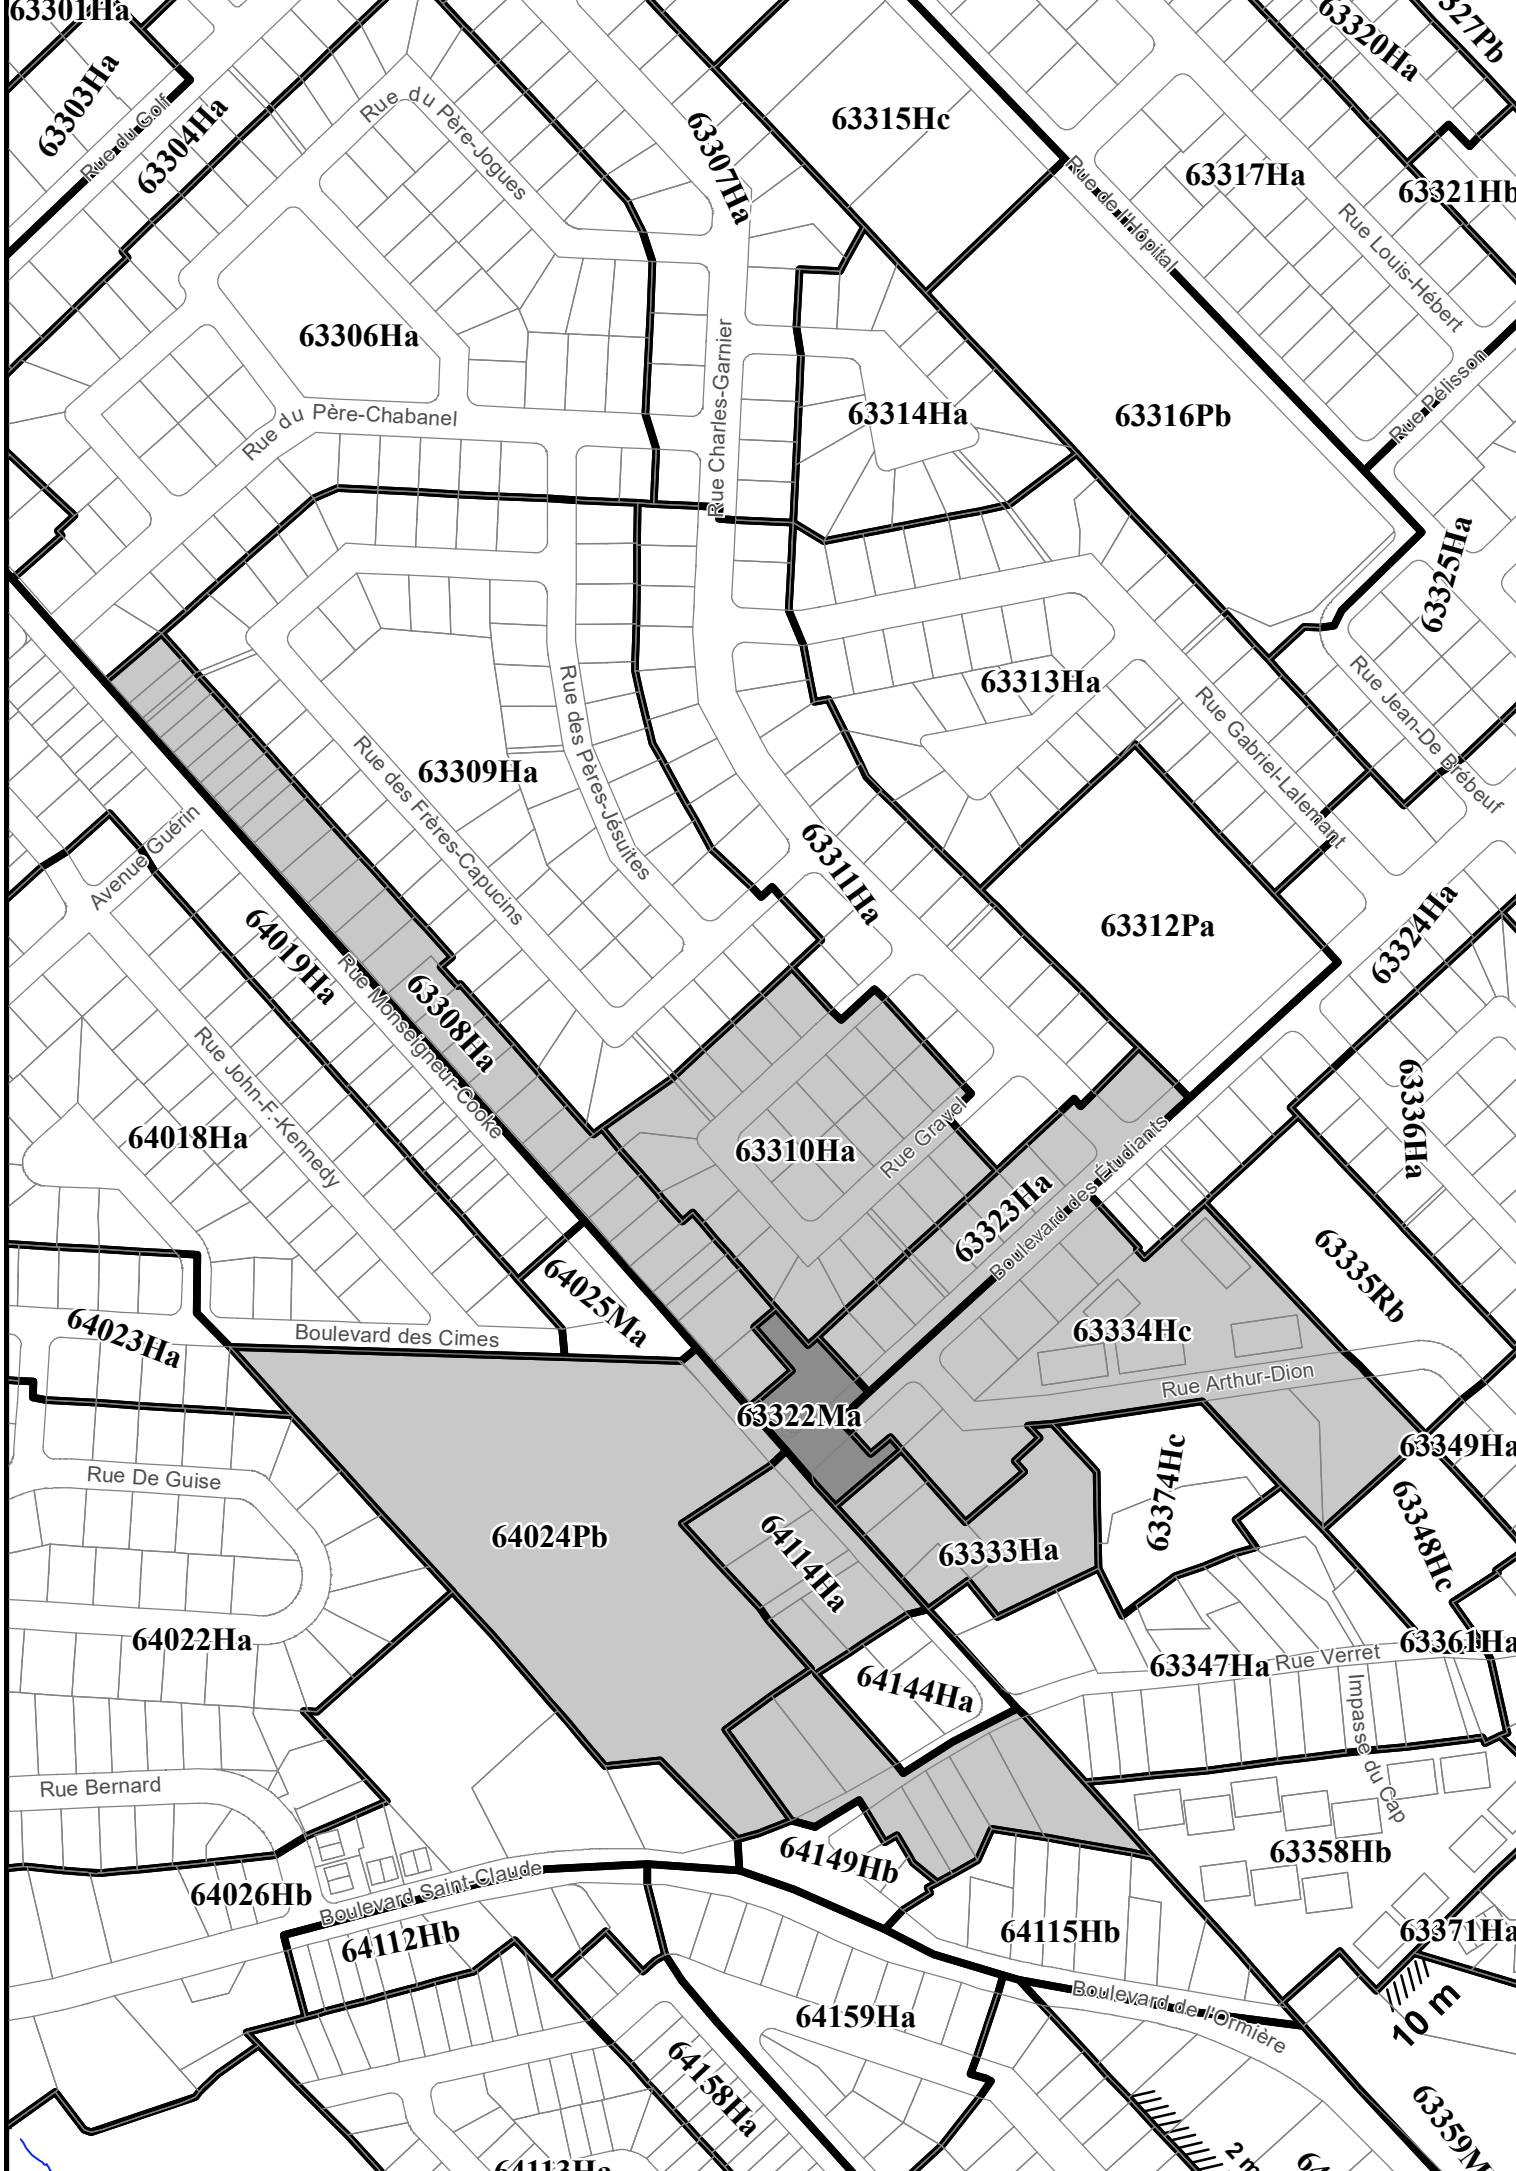 63301Ha
63320Ha
327Pb
63303Ha
Rue du Golf
63304Ha
Rue du Père-Jogues
63307Ha
63315Hc
Rue de l'Hôpital
63317Ha
63321Hb
Rue Louis-Hébert
63306Ha
Rue Charles-Garnier
63314Ha
63316Pb
Rue Pélisson
Rue du Père-Chabanel
63325Ha
63313Ha
Rue Jean-De Brébeuf
Rue Gabriel-Lalemant
63309Ha
Rue des Pères-Jésuites
Rue des Frères-Capucins
Avenue Guérin
63311Ha
63312Pa
63324Ha
64019Ha
Rue Monseigneur-Cooke
63308Ha
Rue John-F.-Kennedy
64018Ha
63310Ha
Rue Gravel
63336Ha
63323Ha
Boulevard des Étudiants
64025Ma
63335Rb
64023Ha
Boulevard des Cimes
63334Hc
Rue Arthur-Dion
63322Ma
63349Ha
Rue De Guise
63374Hc
63348Hc
64024Pb
64114Ha
63333Ha
64022Ha
63361Ha
63347Ha
Rue Verret
64144Ha
Impasse du Cap
Rue Bernard
64149Hb
63358Hb
64026Hb
Boulevard Saint-Claude
64112Hb
64115Hb
63371Ha
Boulevard de l'Ormière
10 m
64159Ha
64158Ha
63359M
64113Ha
2 m
64